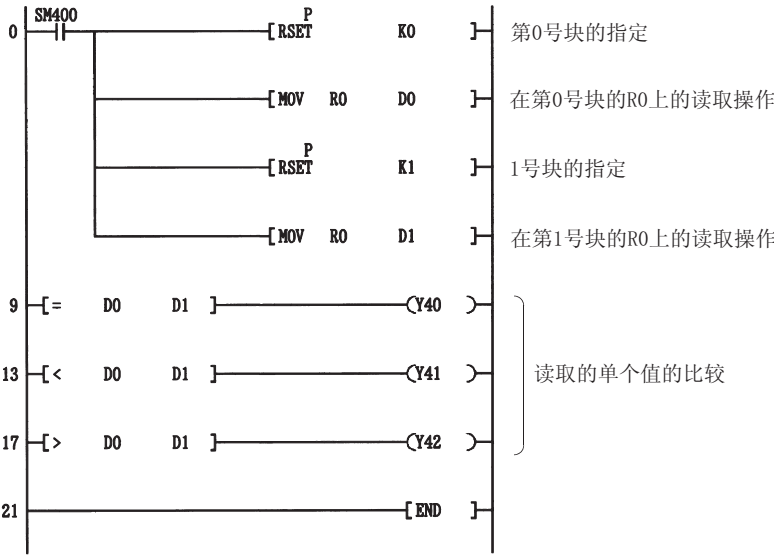 SM400
0 P
[ RSET K0 ] 第0号块的指定
[ MOV R0 D0 ] 在第0号块的R0上的读取操作
P
[ RSET K1 ] 1号块的指定
[ MOV R0 D1 ] 在第1号块的R0上的读取操作
9 [ = D0 D1 ] (Y40 )
13 [ < D0 D1 ] (Y41 ) 读取的单个值的比较
17 [ > D0 D1 ] (Y42 )
21 [ END ]